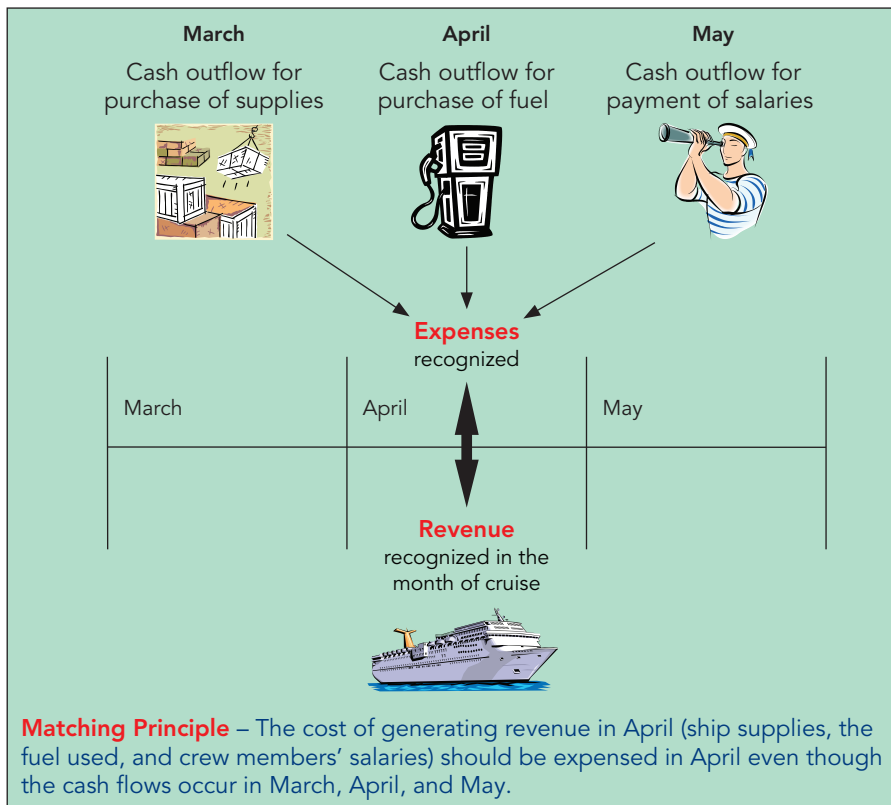 March
April
May
Cash outflow for
purchase of supplies
Cash outflow for
purchase of fuel
Cash outflow for
payment of salaries
Expenses
recognized
March
April
May
Revenue
recognized in the
month of cruise
Matching Principle – The cost of generating revenue in April (ship supplies, the
fuel used, and crew members’ salaries) should be expensed in April even though
the cash flows occur in March, April, and May.